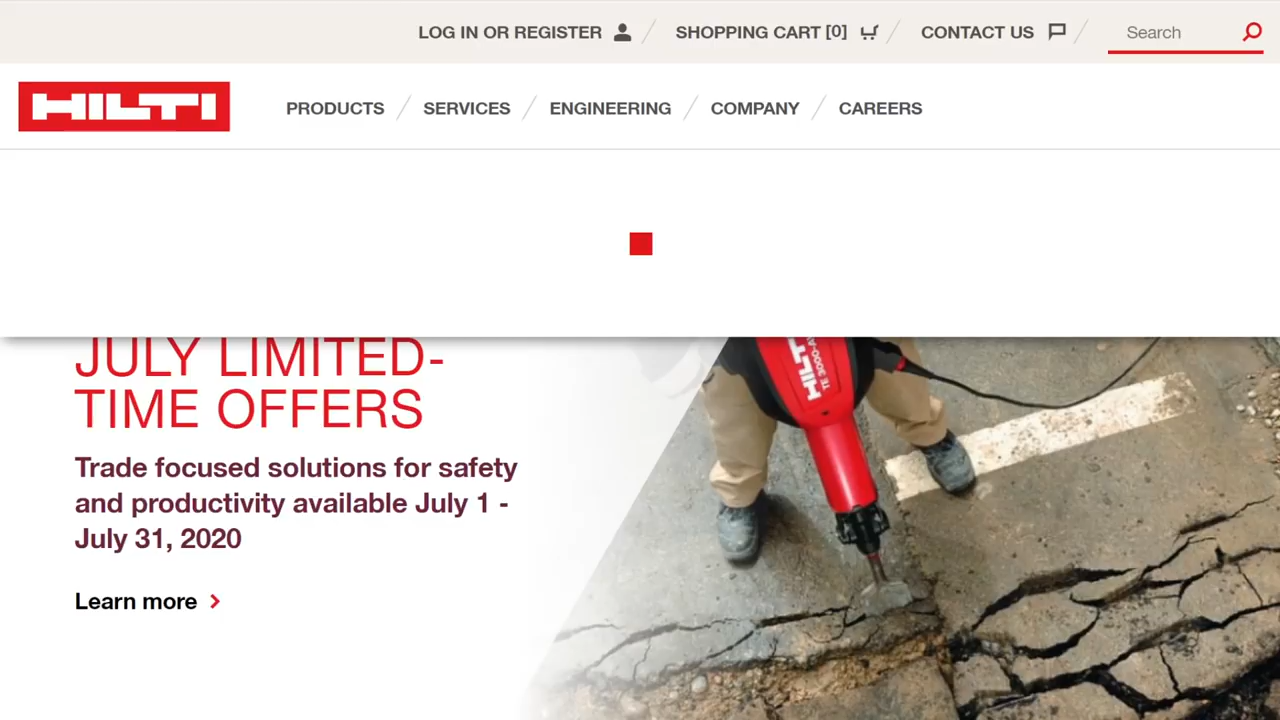 LOG IN OR REGISTER
SHOPPING CART [0]
CONTACT US
Search
HILTI
PRODUCTS
SERVICES
ENGINEERING
COMPANY
CAREERS
JULY LIMITED-
TIME OFFERS
Trade focused solutions for safety
and productivity available July 1 -
July 31, 2020
Learn more
HILTI